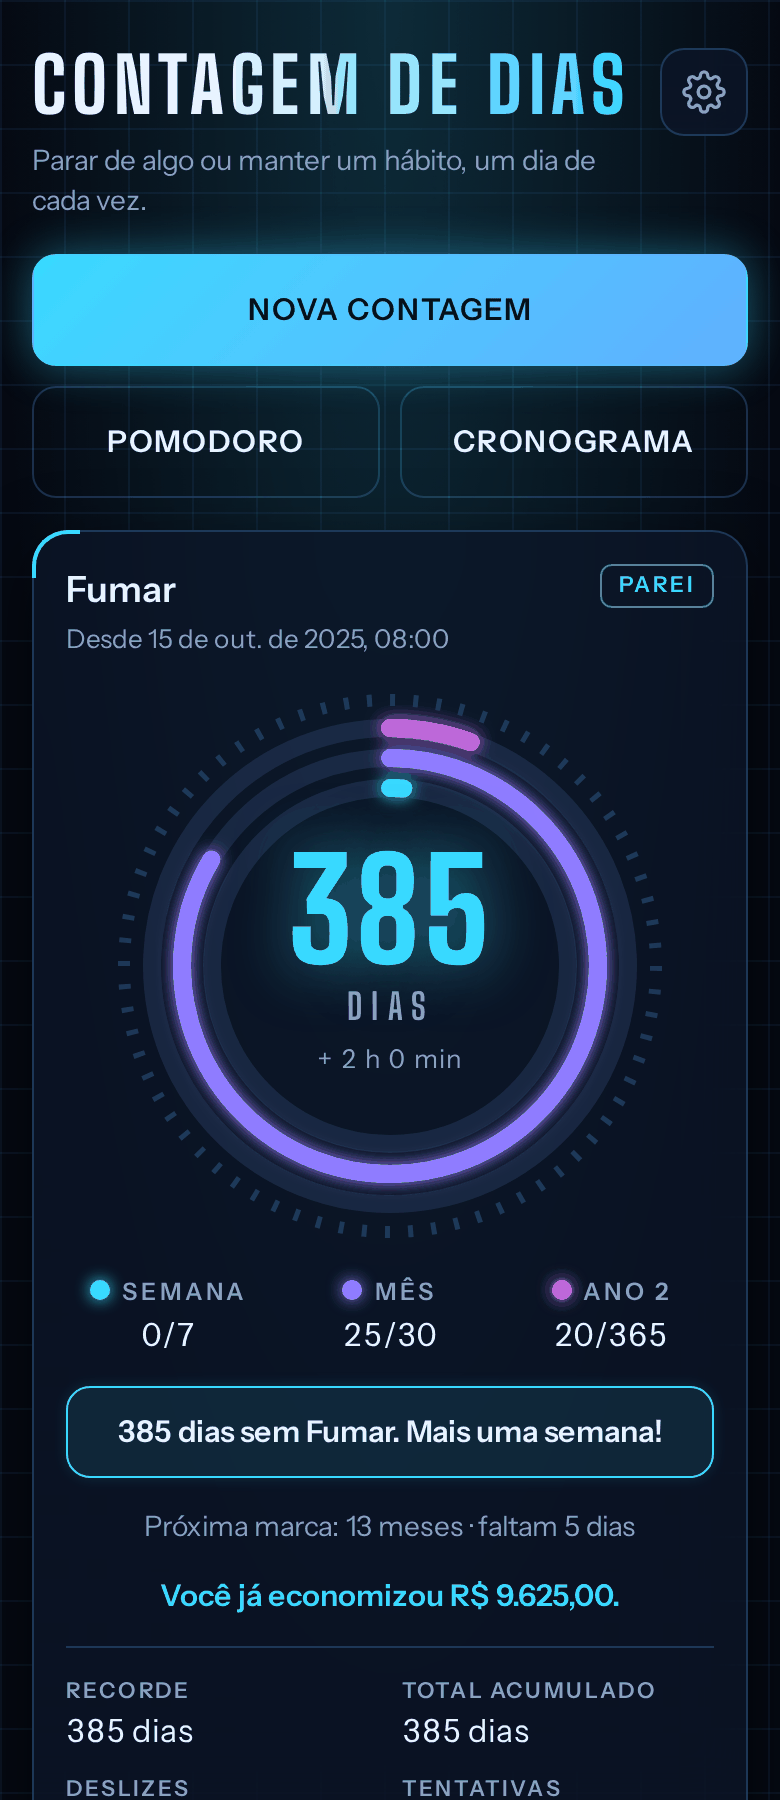 CONTAGEM DE DIAS
Parar de algo ou manter um hábito, um dia de
cada vez.
NOVA CONTAGEM
POMODORO
CRONOGRAMA
Fumar
PAREI
Desde 15 de out. de 2025, 08:00
385
DIAS
+ 2 h 0 min
SEMANA
0/7
MÊS
25/30
ANO 2
20/365
385 dias sem Fumar. Mais uma semana!
Próxima marca: 13 meses · faltam 5 dias
Você já economizou R$ 9.625,00.
RECORDE
385 dias
TOTAL ACUMULADO
385 dias
DESLIZES
TENTATIVAS